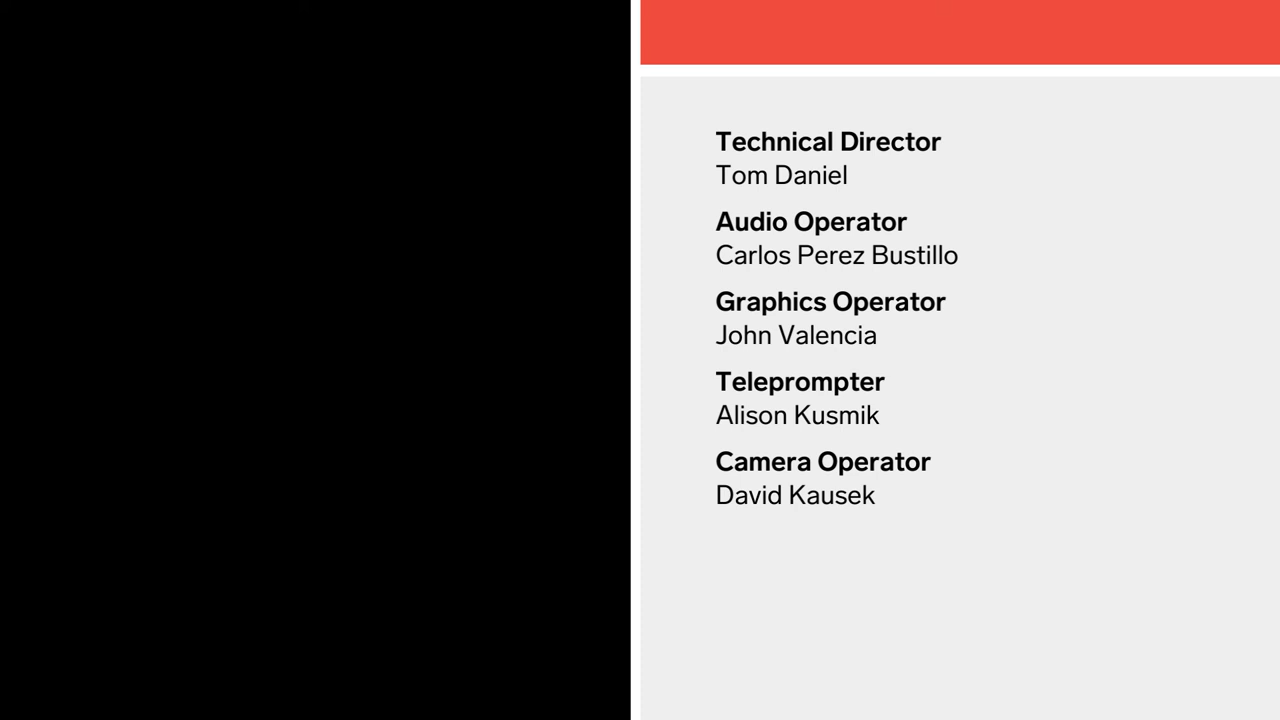 Technical Director
Tom Daniel
Audio Operator
Carlos Perez Bustillo
Graphics Operator
John Valencia
Teleprompter
Alison Kusmik
Camera Operator
David Kausek